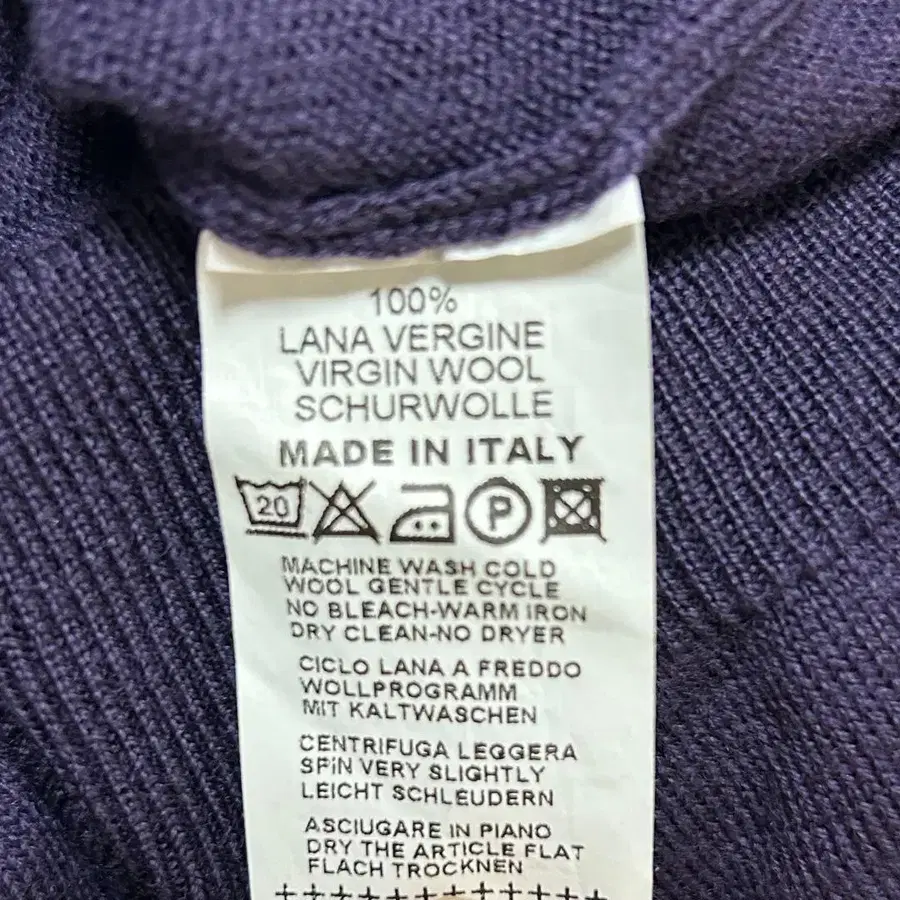 100%
LANA VERGINE
VIRGIN WOOL
SCHURWOLLE
MADE IN ITALY
20 P
MACHINE WASH COLD
WOOL GENTLE CYCLE
NO BLEACH-WARM IRON
DRY CLEAN-NO DRYER
CICLO LANA A FREDDO
WOLLPROGRAMM
MIT KALTWASCHEN
CENTRIFUGA LEGGERA
SPIN VERY SLIGHTLY
LEICHT SCHLEUDERN
ASCIUGARE IN PIANO
DRY THE ARTICLE FLAT
FLACH TROCKNEN
++++++++++++